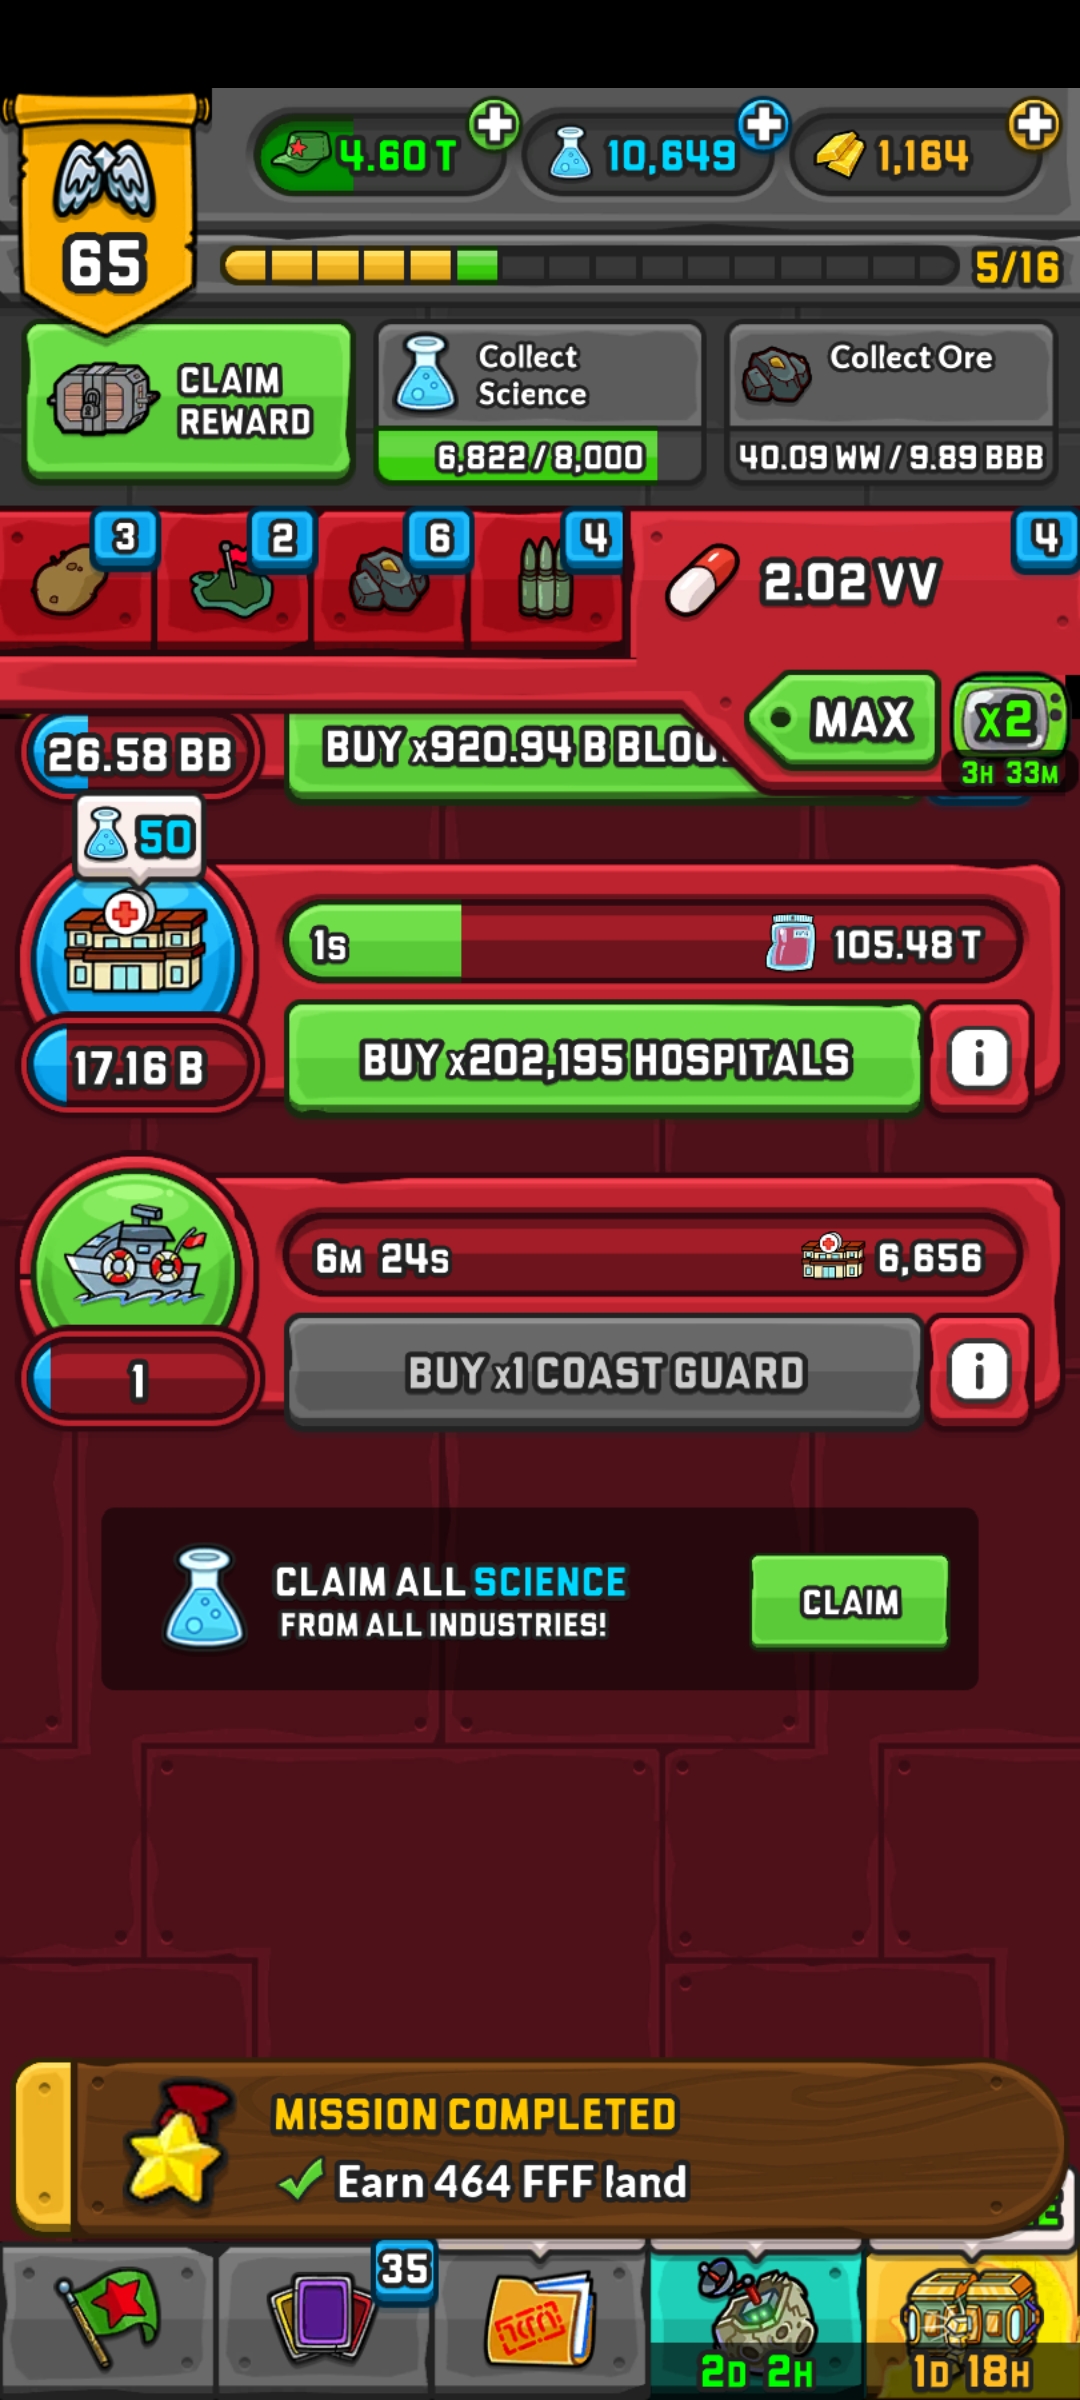 4.60 T
10,649
1,164
65
5/16
CLAIM
REWARD
Collect
Science
6,822/8,000
Collect Ore
40.09 WW / 9.89 BBB
3
2
6
4
2.02 VV
4
MAX
x2
3H 33M
26.58 BB
BUY x920.94 B BLOO
50
1S
105.48 T
17.16 B
BUY x202,195 HOSPITALS
i
6M 24S
6,656
1
BUY x1 COAST GUARD
i
CLAIM ALL SCIENCE
FROM ALL INDUSTRIES!
CLAIM
MISSION COMPLETED
Earn 464 FFF land
35
2D 2H
1D 18H